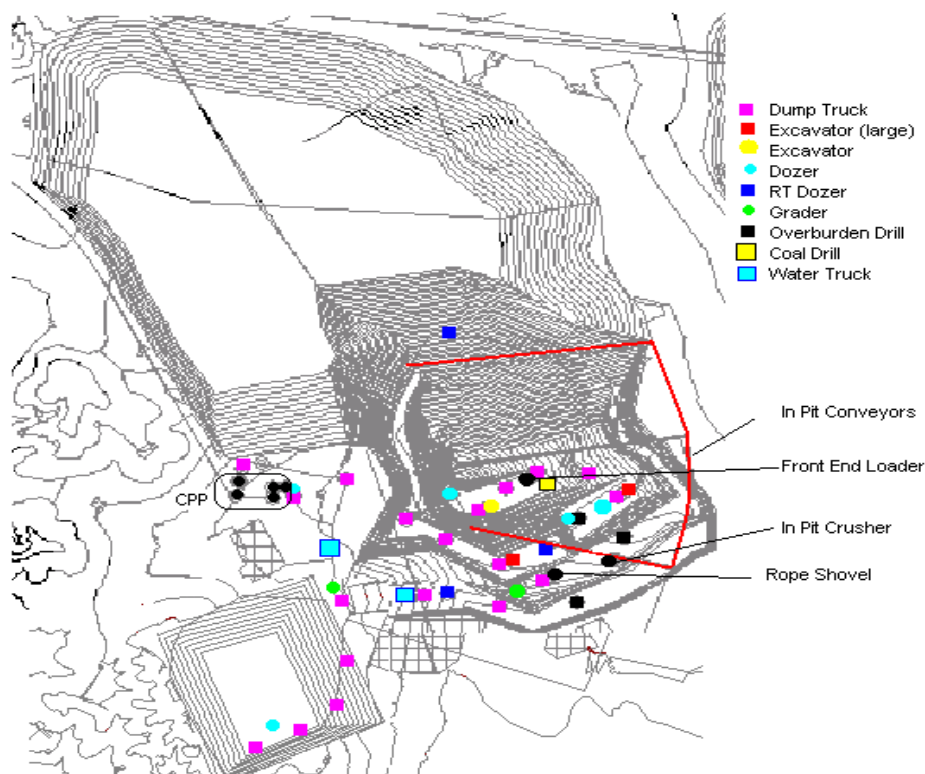 Dump Truck
Excavator (large)
Excavator
Dozer
RT Dozer
Grader
Overburden Drill
Coal Drill
Water Truck
In Pit Conveyors
Front End Loader
CPP
In Pit Crusher
Rope Shovel